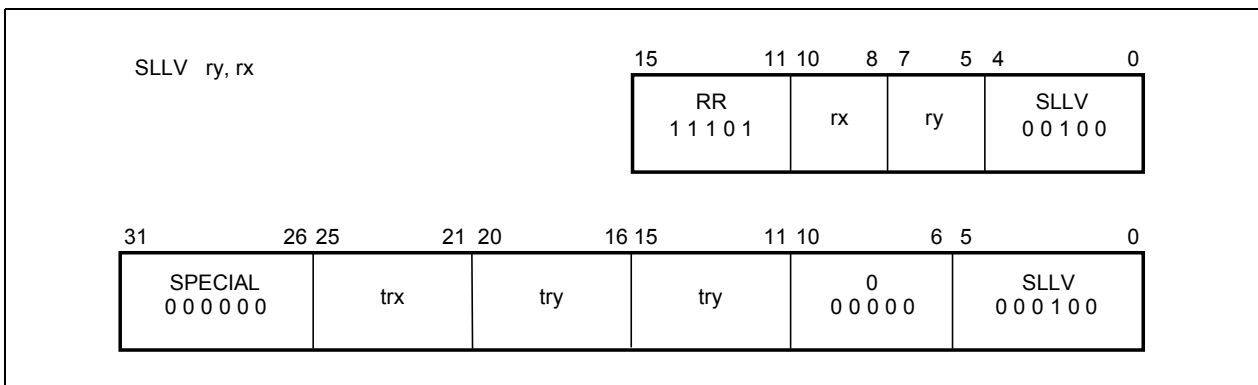 SLLV ry, rx
15 11 10 8 7 5 4 0
RR rx ry SLLV
1 1 1 0 1 0 0 1 0 0
31 26 25 21 20 16 15 11 10 6 5 0
SPECIAL trx try try 0 SLLV
0 0 0 0 0 0 0 0 0 0 0 0 0 0 1 0 0